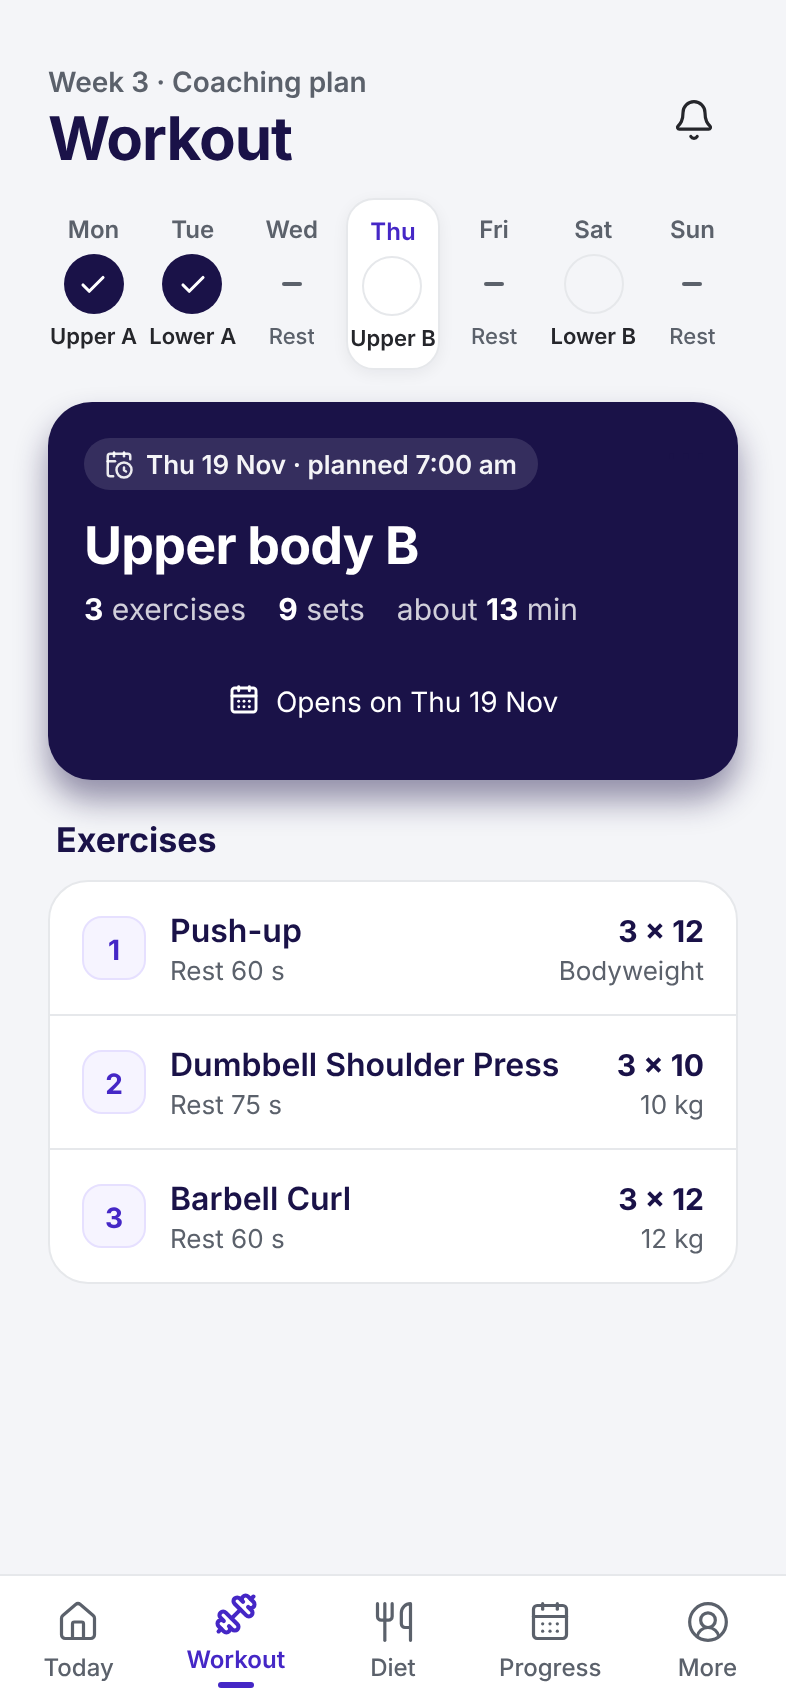 Week 3 · Coaching plan
Workout
Mon Tue Wed Thu Fri Sat Sun
Upper A Lower A Rest Upper B Rest Lower B Rest
Thu 19 Nov · planned 7:00 am
Upper body B
3 exercises 9 sets about 13 min
Opens on Thu 19 Nov
Exercises
1 Push-up 3 × 12
Rest 60 s Bodyweight
2 Dumbbell Shoulder Press 3 × 10
Rest 75 s 10 kg
3 Barbell Curl 3 × 12
Rest 60 s 12 kg
Today Workout Diet Progress More